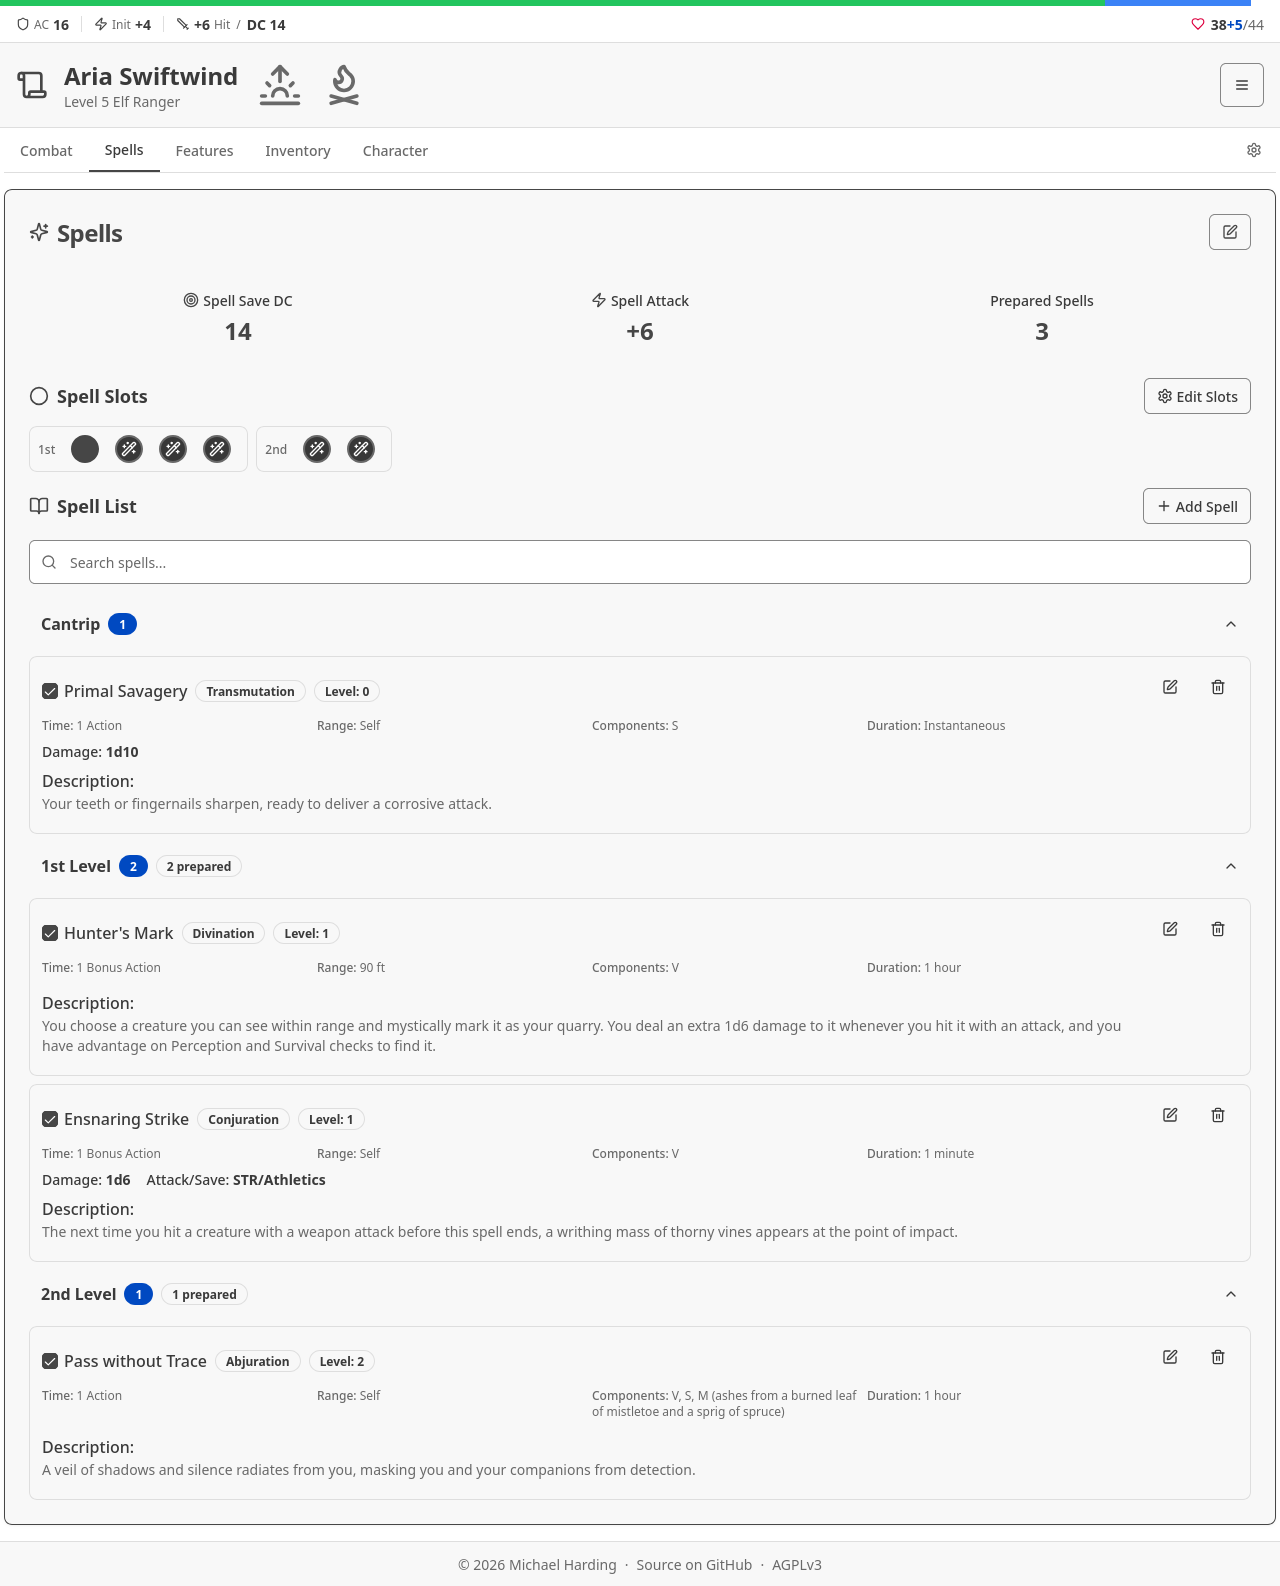 AC 16 Init +4 +6 Hit / DC 14 38+5/44
Aria Swiftwind
Level 5 Elf Ranger
Combat Spells Features Inventory Character
Spells
Spell Save DC Spell Attack Prepared Spells
14 +6 3
Spell Slots Edit Slots
1st 2nd
Spell List Add Spell
Search spells...
Cantrip 1
Primal Savagery Transmutation Level: 0
Time: 1 Action Range: Self Components: S Duration: Instantaneous
Damage: 1d10
Description:
Your teeth or fingernails sharpen, ready to deliver a corrosive attack.
1st Level 2 2 prepared
Hunter's Mark Divination Level: 1
Time: 1 Bonus Action Range: 90 ft Components: V Duration: 1 hour
Description:
You choose a creature you can see within range and mystically mark it as your quarry. You deal an extra 1d6 damage to it whenever you hit it with an attack, and you
have advantage on Perception and Survival checks to find it.
Ensnaring Strike Conjuration Level: 1
Time: 1 Bonus Action Range: Self Components: V Duration: 1 minute
Damage: 1d6 Attack/Save: STR/Athletics
Description:
The next time you hit a creature with a weapon attack before this spell ends, a writhing mass of thorny vines appears at the point of impact.
2nd Level 1 1 prepared
Pass without Trace Abjuration Level: 2
Time: 1 Action Range: Self Components: V, S, M (ashes from a burned leaf Duration: 1 hour
of mistletoe and a sprig of spruce)
Description:
A veil of shadows and silence radiates from you, masking you and your companions from detection.
© 2026 Michael Harding · Source on GitHub · AGPLv3